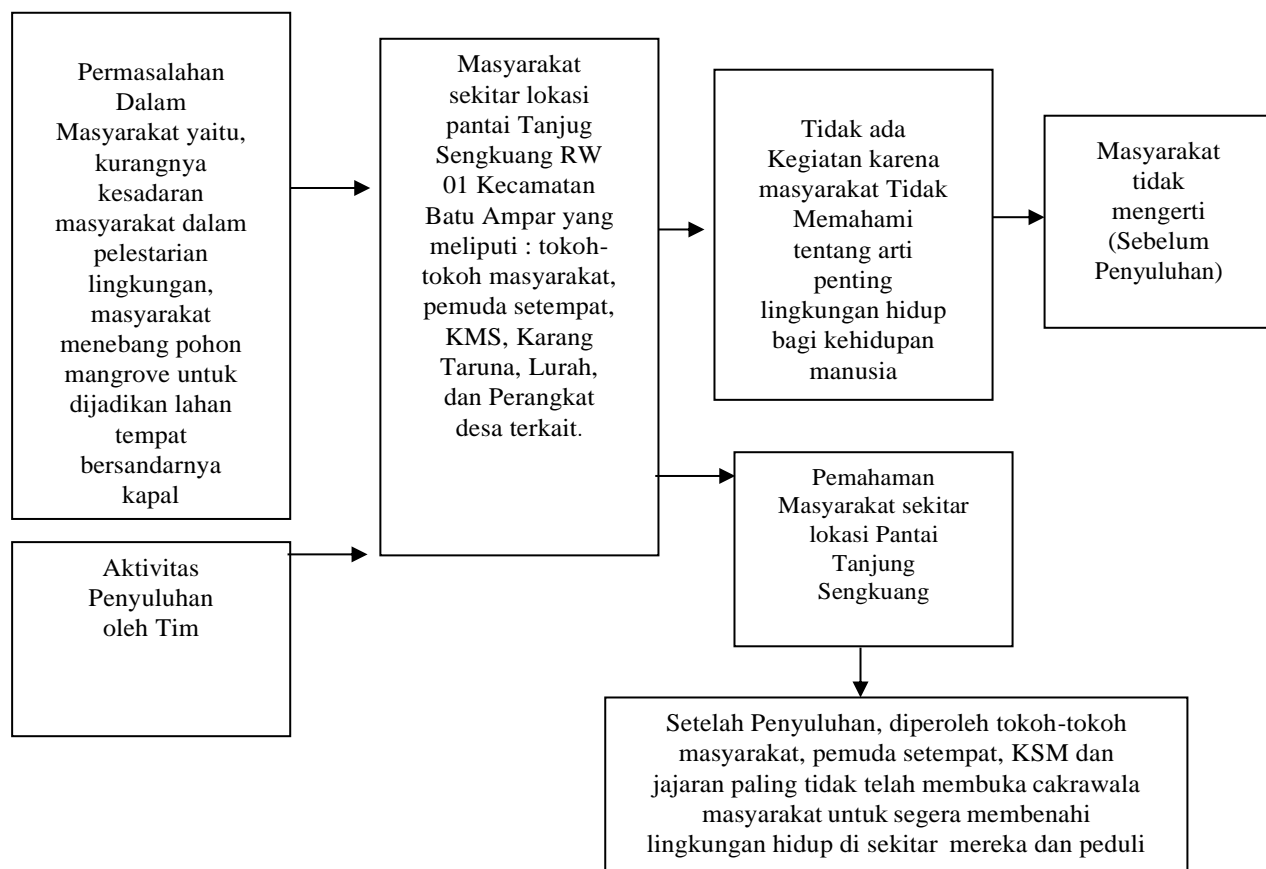 Permasalahan
Dalam
Masyarakat yaitu,
kurangnya
kesadaran
masyarakat dalam
pelestarian
lingkungan,
masyarakat
menebang pohon
mangrove untuk
dijadikan lahan
tempat
bersandarnya
kapal
Aktivitas
Penyuluhan
oleh Tim
Masyarakat
sekitar lokasi
pantai Tanjug
Sengkuang RW
01 Kecamatan
Batu Ampar yang
meliputi : tokoh-
tokoh masyarakat,
pemuda setempat,
KMS, Karang
Taruna, Lurah,
dan Perangkat
desa terkait.
Tidak ada
Kegiatan karena
masyarakat Tidak
Memahami
tentang arti
penting
lingkungan hidup
bagi kehidupan
manusia
Masyarakat
tidak
mengerti
(Sebelum
Penyuluhan)
Pemahaman
Masyarakat sekitar
lokasi Pantai
Tanjung
Sengkuang
Setelah Penyuluhan, diperoleh tokoh-tokoh
masyarakat, pemuda setempat, KSM dan
jajaran paling tidak telah membuka cakrawala
masyarakat untuk segera membenahi
lingkungan hidup di sekitar mereka dan peduli